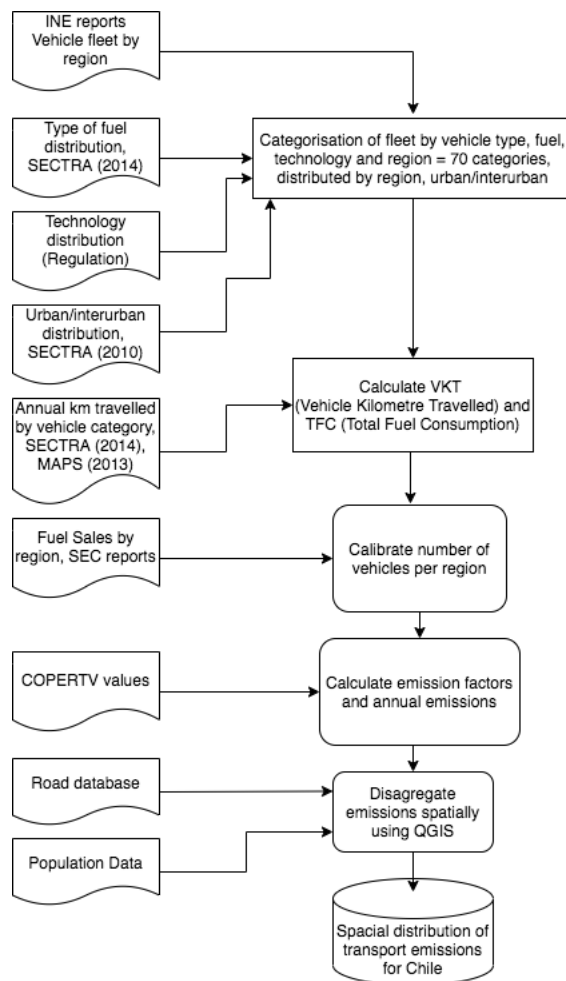 INE reports
Vehicle fleet by
region
Type of fuel
distribution,
SECTRA (2014)
Categorisation of fleet by vehicle type, fuel,
technology and region = 70 categories,
distributed by region, urban/interurban
Technology
distribution
(Regulation)
Urban/interurban
distribution,
SECTRA (2010)
Annual km travelled
by vehicle category,
SECTRA (2014),
MAPS (2013)
Calculate VKT
(Vehicle Kilometre Travelled) and
TFC (Total Fuel Consumption)
Fuel Sales by
region, SEC reports
Calibrate number of
vehicles per region
COPERTV values
Calculate emission factors
and annual emissions
Road database
Disagregate
emissions spatially
using QGIS
Population Data
Spacial distribution of
transport emissions
for Chile